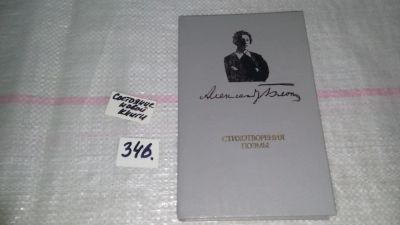 Состояние
новой
книги
346.
Александр Блок
СТИХОТВОРЕНИЯ
ПОЭМЫ